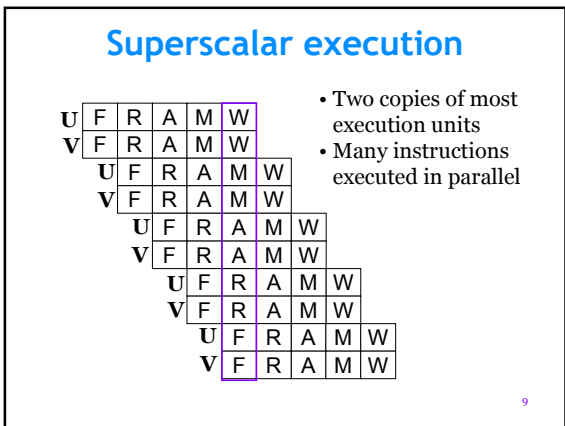 Superscalar execution
U F R A M W
V F R A M W
U F R A M W
V F R A M W
U F R A M W
V F R A M W
U F R A M W
V F R A M W
U F R A M W
V F R A M W
• Two copies of most
execution units
• Many instructions
executed in parallel
9